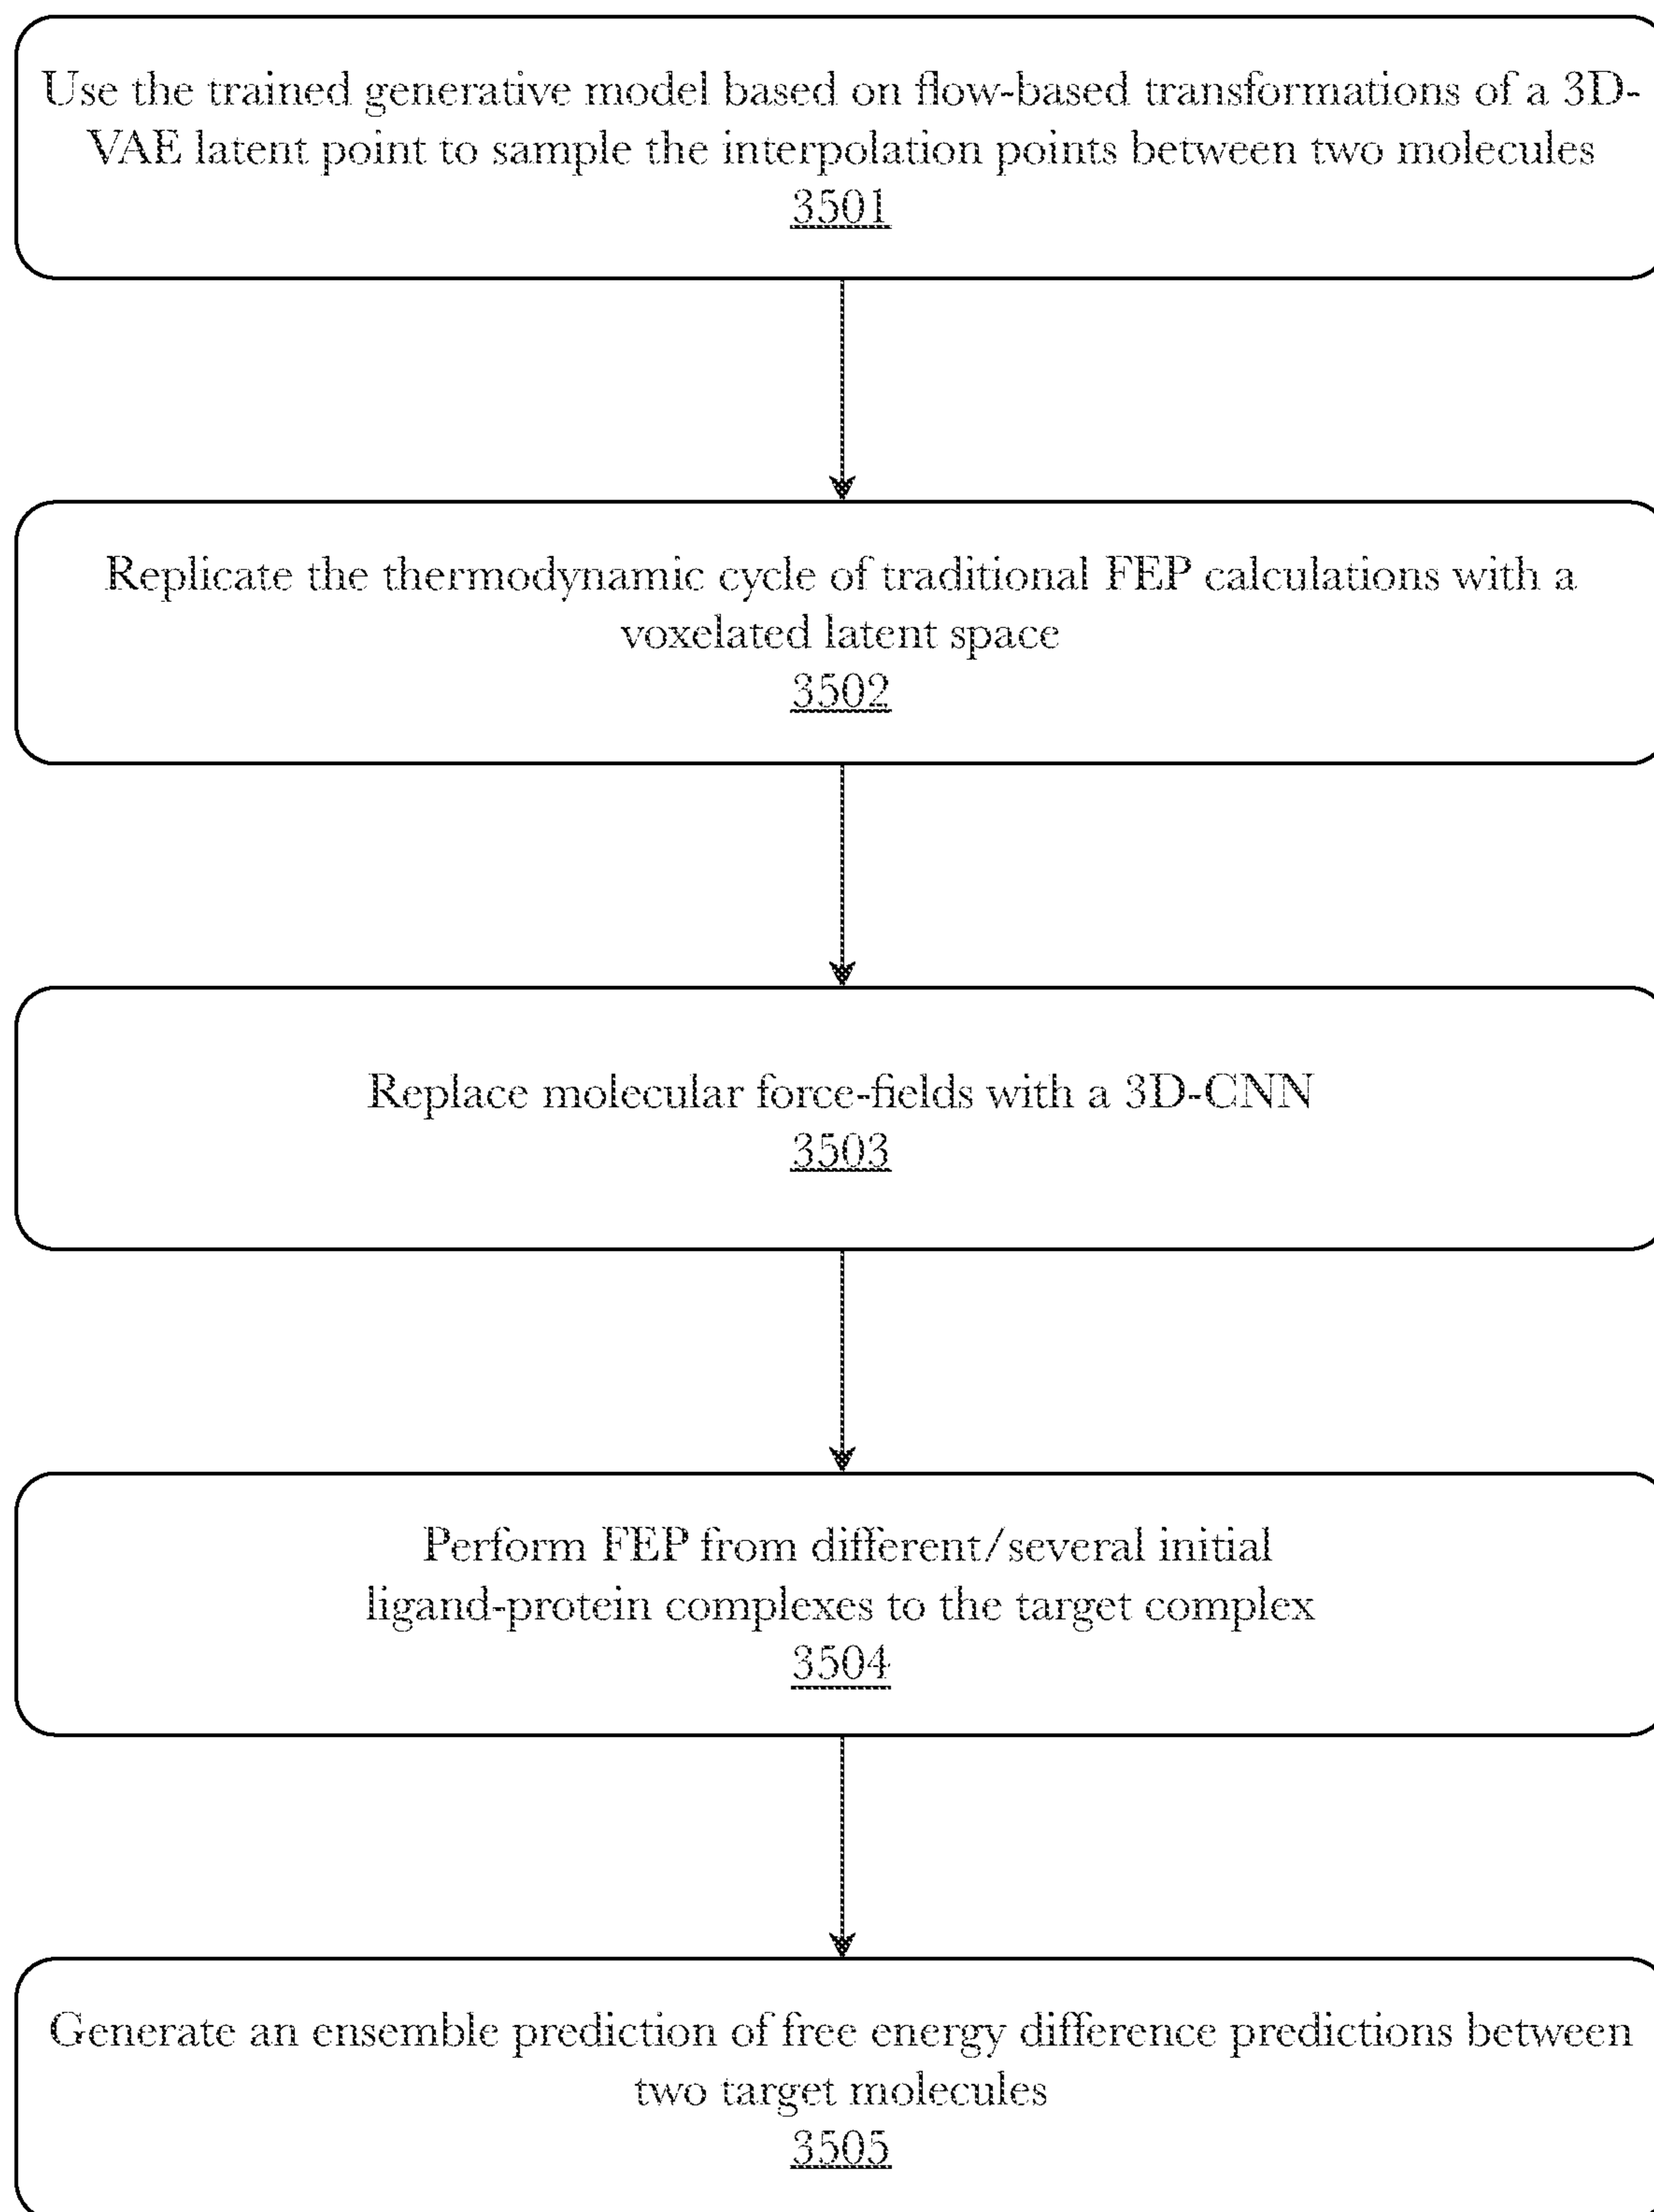 Use the trained generative model based on flow-based transformations of a 3D-
VAE latent point to sample the interpolation points between two molecules
3501
Replicate the thermodynamic cycle of traditional FEP calculations with a
voxelated latent space
3502
Replace molecular force-fields with a 3D-CNN
3503
Perform FEP from different/several initial
ligand-protein complexes to the target complex
3504
Generate an ensemble prediction of free energy difference predictions between
two target molecules
3505